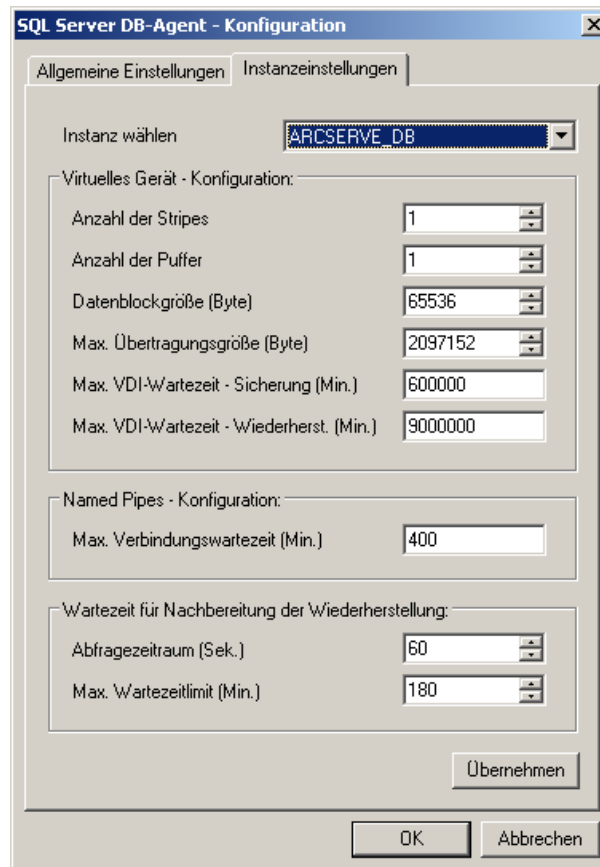 SQL Server DB-Agent - Konfiguration
Allgemeine Einstellungen Instanzeinstellungen
Instanz wählen ARCSERVE_DB
Virtuelles Gerät - Konfiguration:
Anzahl der Stripes 1
Anzahl der Puffer 1
Datenblockgröße (Byte) 65536
Max. Übertragungsgröße (Byte) 2097152
Max. VDI-Wartezeit - Sicherung (Min.) 600000
Max. VDI-Wartezeit - Wiederherst. (Min.) 9000000
Named Pipes - Konfiguration:
Max. Verbindungswartezeit (Min.) 400
Wartezeit für Nachbereitung der Wiederherstellung:
Abfragezeitraum (Sek.) 60
Max. Wartezeitlimit (Min.) 180
Übernehmen
OK Abbrechen